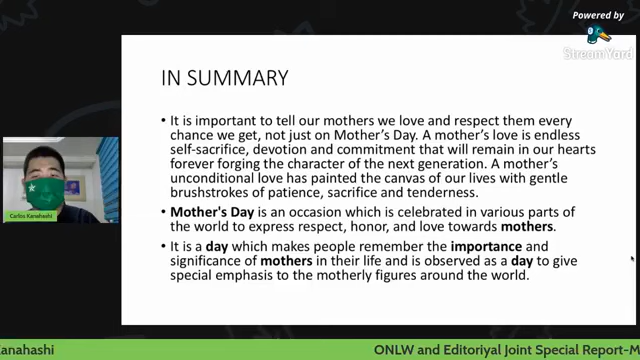 Powered by
StreamYard
IN SUMMARY
• It is important to tell our mothers we love and respect them every
chance we get, not just on Mother's Day. A mother's love is endless
self-sacrifice, devotion and commitment that will remain in our hearts
forever forging the character of the next generation. A mother's
unconditional love has painted the canvas of our lives with gentle
brushstrokes of patience, sacrifice and tenderness.
• Mother's Day is an occasion which is celebrated in various parts of
the world to express respect, honor, and love towards mothers.
• It is a day which makes people remember the importance and
significance of mothers in their life and is observed as a day to give
special emphasis to the motherly figures around the world.
Carlos Kanahashi
Kanahashi
ONLW and Editoriyal Joint Special Report-M